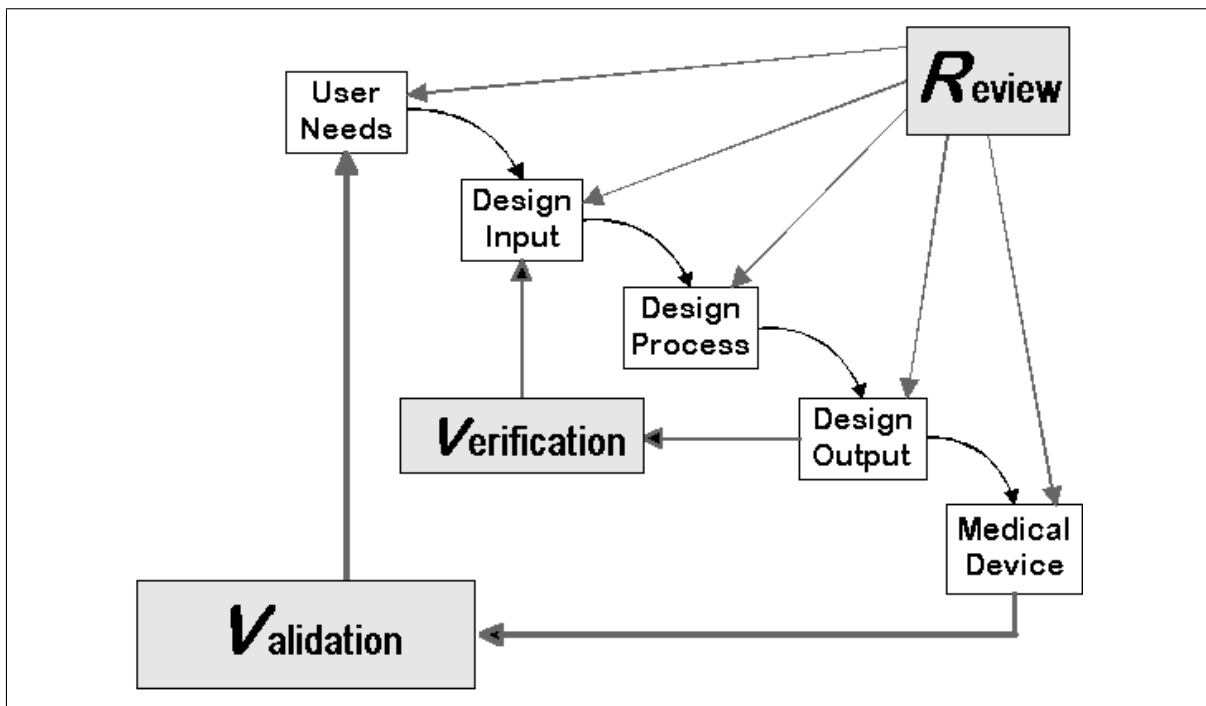 Review
User
Needs
Design
Input
Design
Process
Verification
Design
Output
Medical
Device
Validation